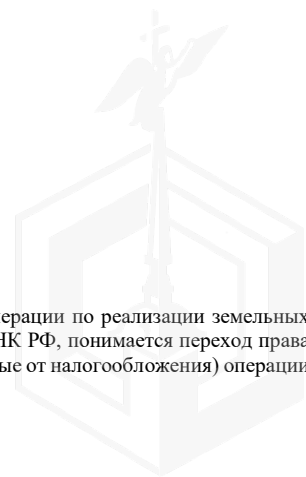 ерации по реализации земельных
НК РФ, понимается переход права
ые от налогообложения) операции